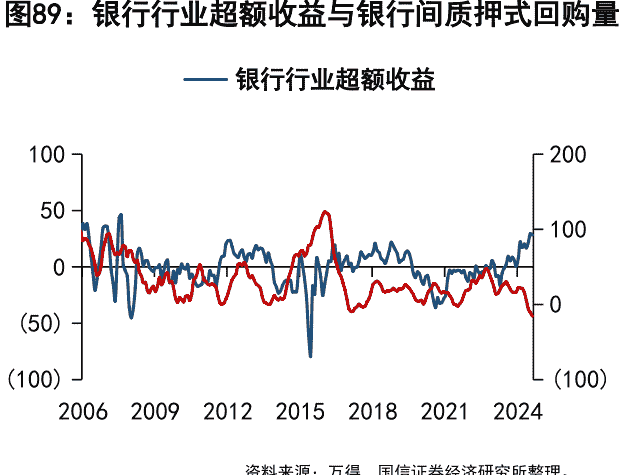 图89：银行行业超额收益与银行间质押式回购量
银行行业超额收益
100 200
50 100
0
(50) 0
(100) (100)
2006 2009 2012 2015 2018 2021 2024
资料来源：万得、国信证券经济研究所整理。